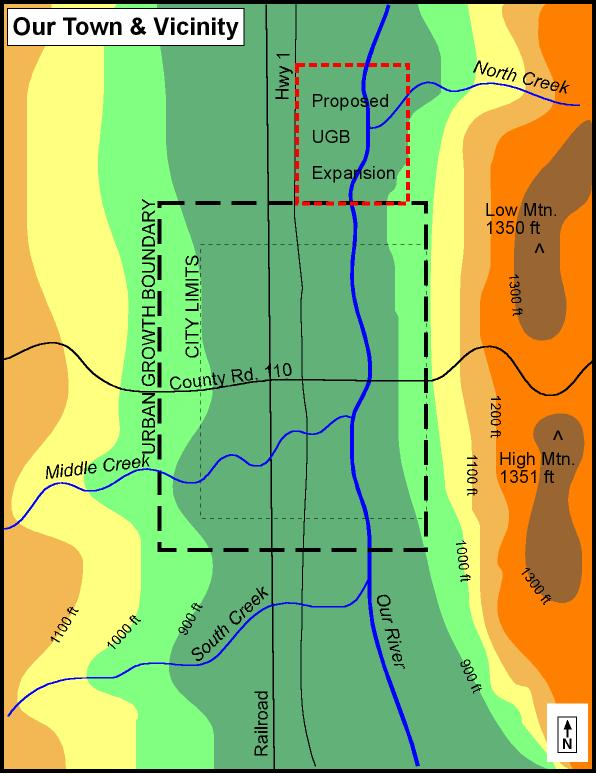 Our Town & Vicinity
Hwy 1
North Creek
Proposed
UGB
Expansion
Low Mtn.
1350 ft
^
1300 ft
URBAN GROWTH BOUNDARY
CITY LIMITS
County Rd. 110
1200 ft
^
High Mtn.
1351 ft
1100 ft
Middle Creek
1000 ft
1300 ft
1100 ft
1000 ft
900 ft
South Creek
Our River
900 ft
Railroad
N